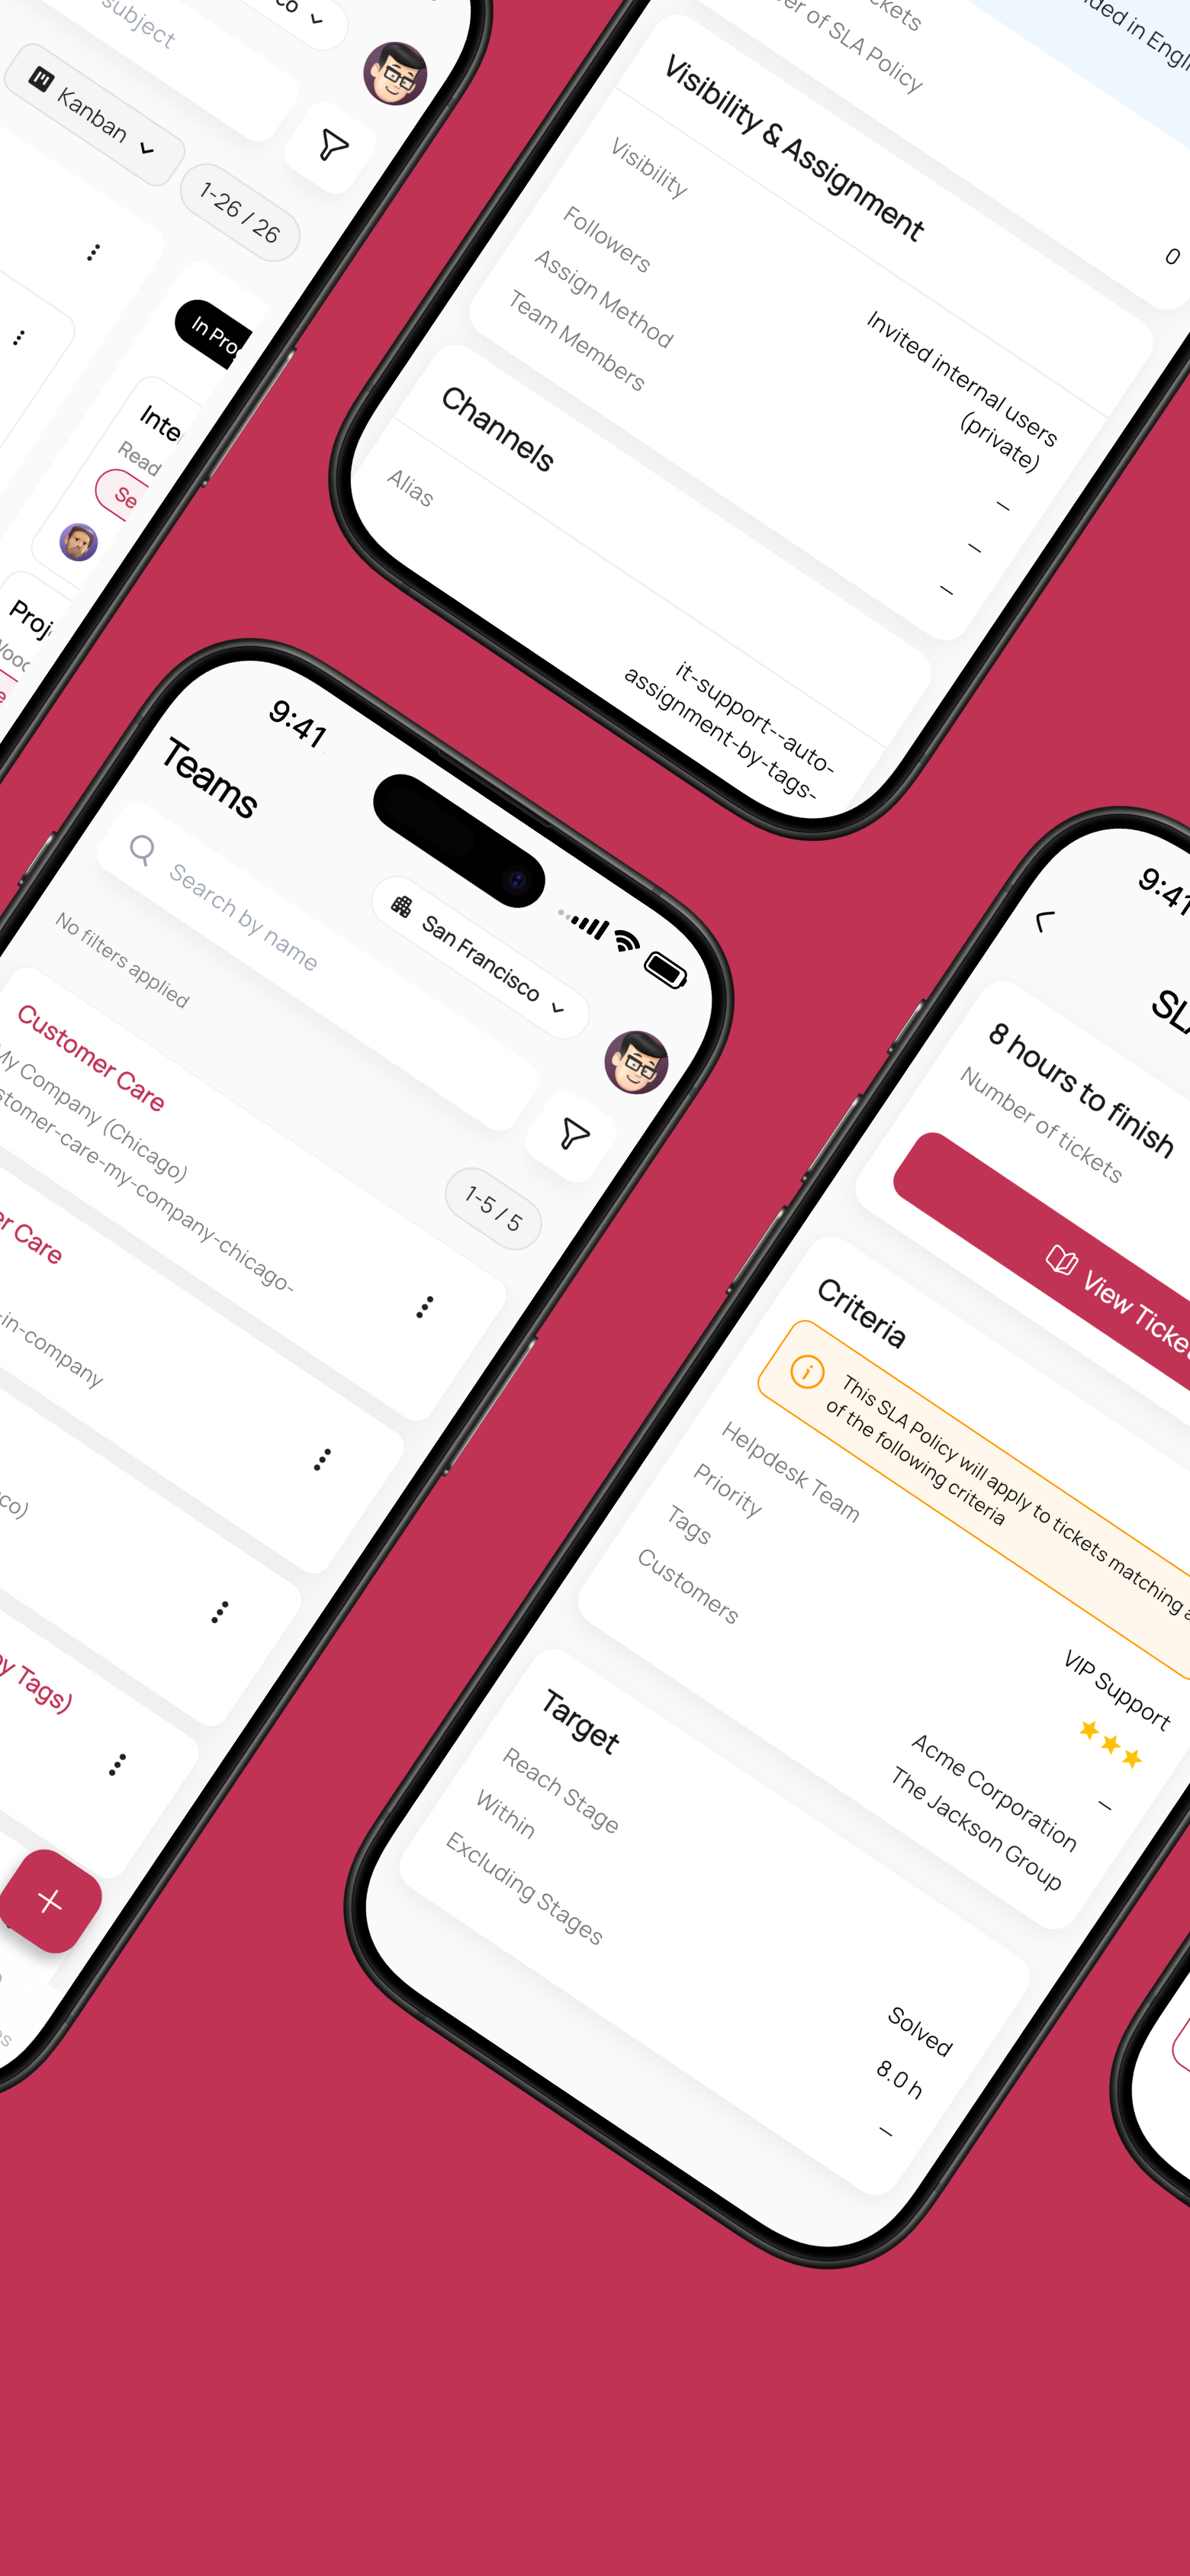 subject
Kanban
1-26 / 26
In Pro
Inte
Read
Se
Proj
er of SLA Policy
0
Visibility & Assignment
Visibility
Invited internal users
(private)
Followers
–
Assign Method
–
Team Members
–
Channels
Alias
it-support--auto-
assignment-by-tags-
9:41
Teams
San Francisco
Search by name
No filters applied
1-5 / 5
Customer Care
My Company (Chicago)
stomer-care-my-company-chicago-
er Care
-in-company
co)
by Tags)
9:41
SLA
8 hours to finish
Number of tickets
View Ticke
Criteria
This SLA Policy will apply to tickets matching a
of the following criteria
Helpdesk Team
VIP Support
Priority
Tags
–
Customers
Acme Corporation
The Jackson Group
Target
Reach Stage
Solved
Within
8.0 h
Excluding Stages
–